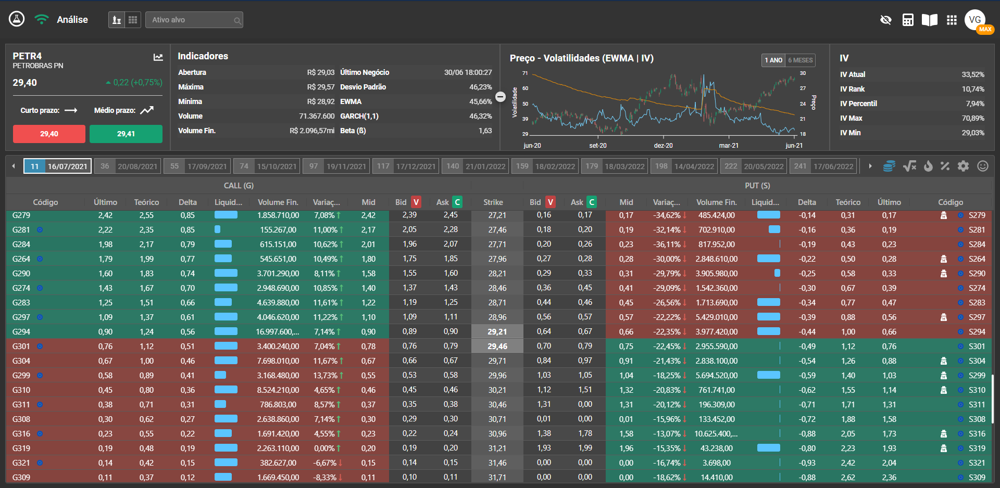 Análise
Ativo alvo
VG
MAX
PETR4
PETROBRAS PN
29,40
0,22 (+0,75%)
Curto prazo:
Médio prazo:
29,40
29,41
Indicadores
Abertura R$ 29,03 Último Negócio 30/06 18:00:27
Máxima R$ 29,57 Desvio Padrão 46,23%
Mínima R$ 28,92 EWMA 45,66%
Volume 71.367.600 GARCH(1,1) 46,32%
Volume Fin. R$ 2.096,57mi Beta (ß) 1,63
Preço - Volatilidades (EWMA | IV)
1 ANO 6 MESES
Volatilidade
71
60
50
39
29
30
27
24
21
18
Preço
jun-20 set-20 dez-20 mar-21 jun-21
IV
IV Atual 33,52%
IV Rank 10,74%
IV Percentil 7,94%
IV Max 70,89%
IV Min 29,03%
11 16/07/2021 36 20/08/2021 55 17/09/2021 74 15/10/2021 97 19/11/2021 117 17/12/2021 140 21/01/2022 159 18/02/2022 179 18/03/2022 198 14/04/2022 222 20/05/2022 241 17/06/2022
CALL (G) PUT (S)
Código Último Teórico Delta Liquid... Volume Fin. Variaç... Mid Bid V Ask C Strike Bid V Ask C Mid Variaç... Volume Fin. Liquid... Delta Teórico Último Código
G279 2,42 2,55 0,85 1.858.710,00 7,08% 2,42 2,39 2,45 27,21 0,16 0,17 0,17 -34,62% 485.424,00 -0,14 0,31 0,17 S279
G281 2,22 2,35 0,85 155.267,00 11,00% 2,17 2,05 2,28 27,46 0,18 0,20 0,19 -32,14% 702.910,00 -0,16 0,36 0,19 S281
G284 1,98 2,17 0,79 615.151,00 10,62% 2,01 1,96 2,07 27,71 0,20 0,26 0,23 -36,11% 817.952,00 -0,19 0,43 0,23 S284
G264 1,79 1,99 0,77 545.651,00 10,49% 1,80 1,75 1,85 27,96 0,27 0,28 0,28 -30,00% 2.848.610,00 -0,22 0,50 0,28 S264
G290 1,60 1,83 0,74 3.701.290,00 8,11% 1,58 1,55 1,60 28,21 0,29 0,33 0,31 -29,79% 3.905.980,00 -0,25 0,58 0,33 S290
G274 1,43 1,67 0,70 2.948.690,00 10,85% 1,40 1,37 1,43 28,46 0,36 0,45 0,41 -29,09% 1.542.360,00 -0,30 0,67 0,39 S274
G283 1,25 1,51 0,66 4.639.880,00 11,61% 1,22 1,19 1,25 28,71 0,44 0,46 0,45 -26,56% 1.713.690,00 -0,34 0,77 0,47 S283
G297 1,09 1,37 0,61 4.046.620,00 11,22% 1,10 1,09 1,11 28,96 0,56 0,57 0,57 -22,22% 5.429.010,00 -0,39 0,88 0,56 S297
G294 0,90 1,24 0,56 16.997.600,... 7,14% 0,90 0,89 0,90 29,21 0,64 0,67 0,66 -22,35% 3.977.420,00 -0,44 1,00 0,66 S294
G301 0,76 1,12 0,51 3.400.240,00 7,04% 0,78 0,76 0,79 29,46 0,70 0,79 0,75 -22,45% 2.955.590,00 -0,49 1,12 0,76 S301
G304 0,67 1,00 0,46 7.698.010,00 11,67% 0,67 0,66 0,67 29,71 0,84 0,97 0,91 -21,43% 2.838.100,00 -0,54 1,26 0,88 S304
G299 0,58 0,89 0,41 3.168.480,00 13,73% 0,55 0,53 0,58 29,96 1,03 1,05 1,04 -18,25% 5.694.520,00 -0,59 1,40 1,03 S299
G310 0,45 0,80 0,36 8.524.210,00 4,65% 0,46 0,45 0,46 30,21 1,12 1,51 1,32 -20,83% 761.741,00 -0,62 1,55 1,14 S310
G311 0,38 0,71 0,31 786.803,00 8,57% 0,37 0,35 0,38 30,46 1,31 0,00 1,31 -20,12% 196.309,00 -0,71 1,71 1,31 S311
G308 0,30 0,62 0,27 2.638.860,00 7,14% 0,30 0,29 0,30 30,71 0,01 0,00 0,01 -15,96% 133.452,00 -0,72 1,88 1,58 S308
G316 0,23 0,55 0,22 1.691.420,00 4,55% 0,23 0,22 0,24 30,96 1,38 1,78 1,58 -13,07% 10.625.400,... -0,88 2,05 1,73 S316
G319 0,19 0,48 0,19 2.263.110,00 0,00% 0,20 0,19 0,20 31,21 1,93 1,99 1,96 -15,35% 43.238,00 -0,80 2,23 1,93 S319
G321 0,14 0,42 0,15 382.627,00 -6,67% 0,15 0,14 0,15 31,46 0,00 0,00 0,00 -16,74% 3.698,00 -0,93 2,42 2,04 S321
G309 0,11 0,37 0,12 1.669.450,00 -8,33% 0,11 0,10 0,11 31,71 0,00 0,00 0,00 -18,62% 14.410,00 -0,88 2,62 2,36 S309